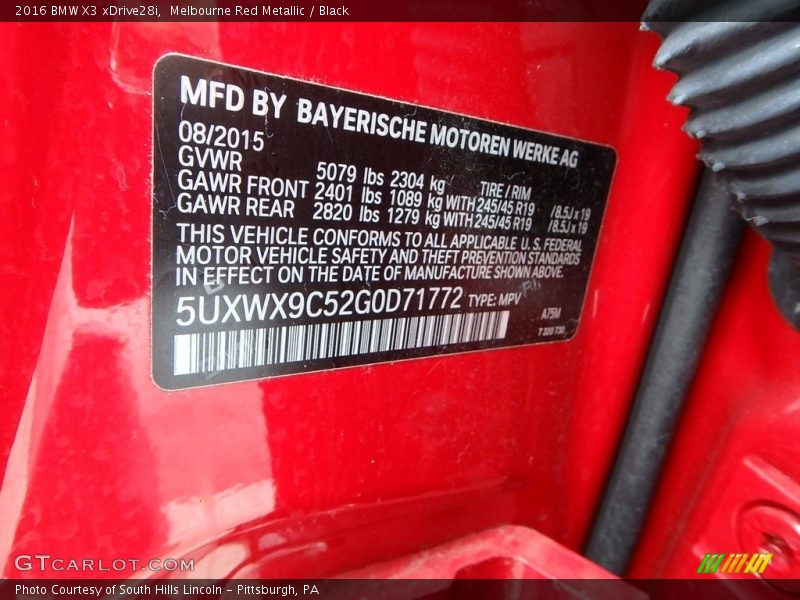 2016 BMW X3 xDrive28i, Melbourne Red Metallic / Black
MFD BY BAYERISCHE MOTOREN WERKE AG
08/2015
GVWR 5079 lbs 2304 kg TIRE / RIM
GAWR FRONT 2401 lbs 1089 kg WITH 245/45 R19 /8.5J x 19
GAWR REAR 2820 lbs 1279 kg WITH 245/45 R19 /8.5J x 19
THIS VEHICLE CONFORMS TO ALL APPLICABLE U.S. FEDERAL
MOTOR VEHICLE SAFETY AND THEFT PREVENTION STANDARDS
IN EFFECT ON THE DATE OF MANUFACTURE SHOWN ABOVE.
5UXWX9C52G0D71772 TYPE: MPV
A75M
7 320 730
GTCARLOT.COM
Photo Courtesy of South Hills Lincoln - Pittsburgh, PA